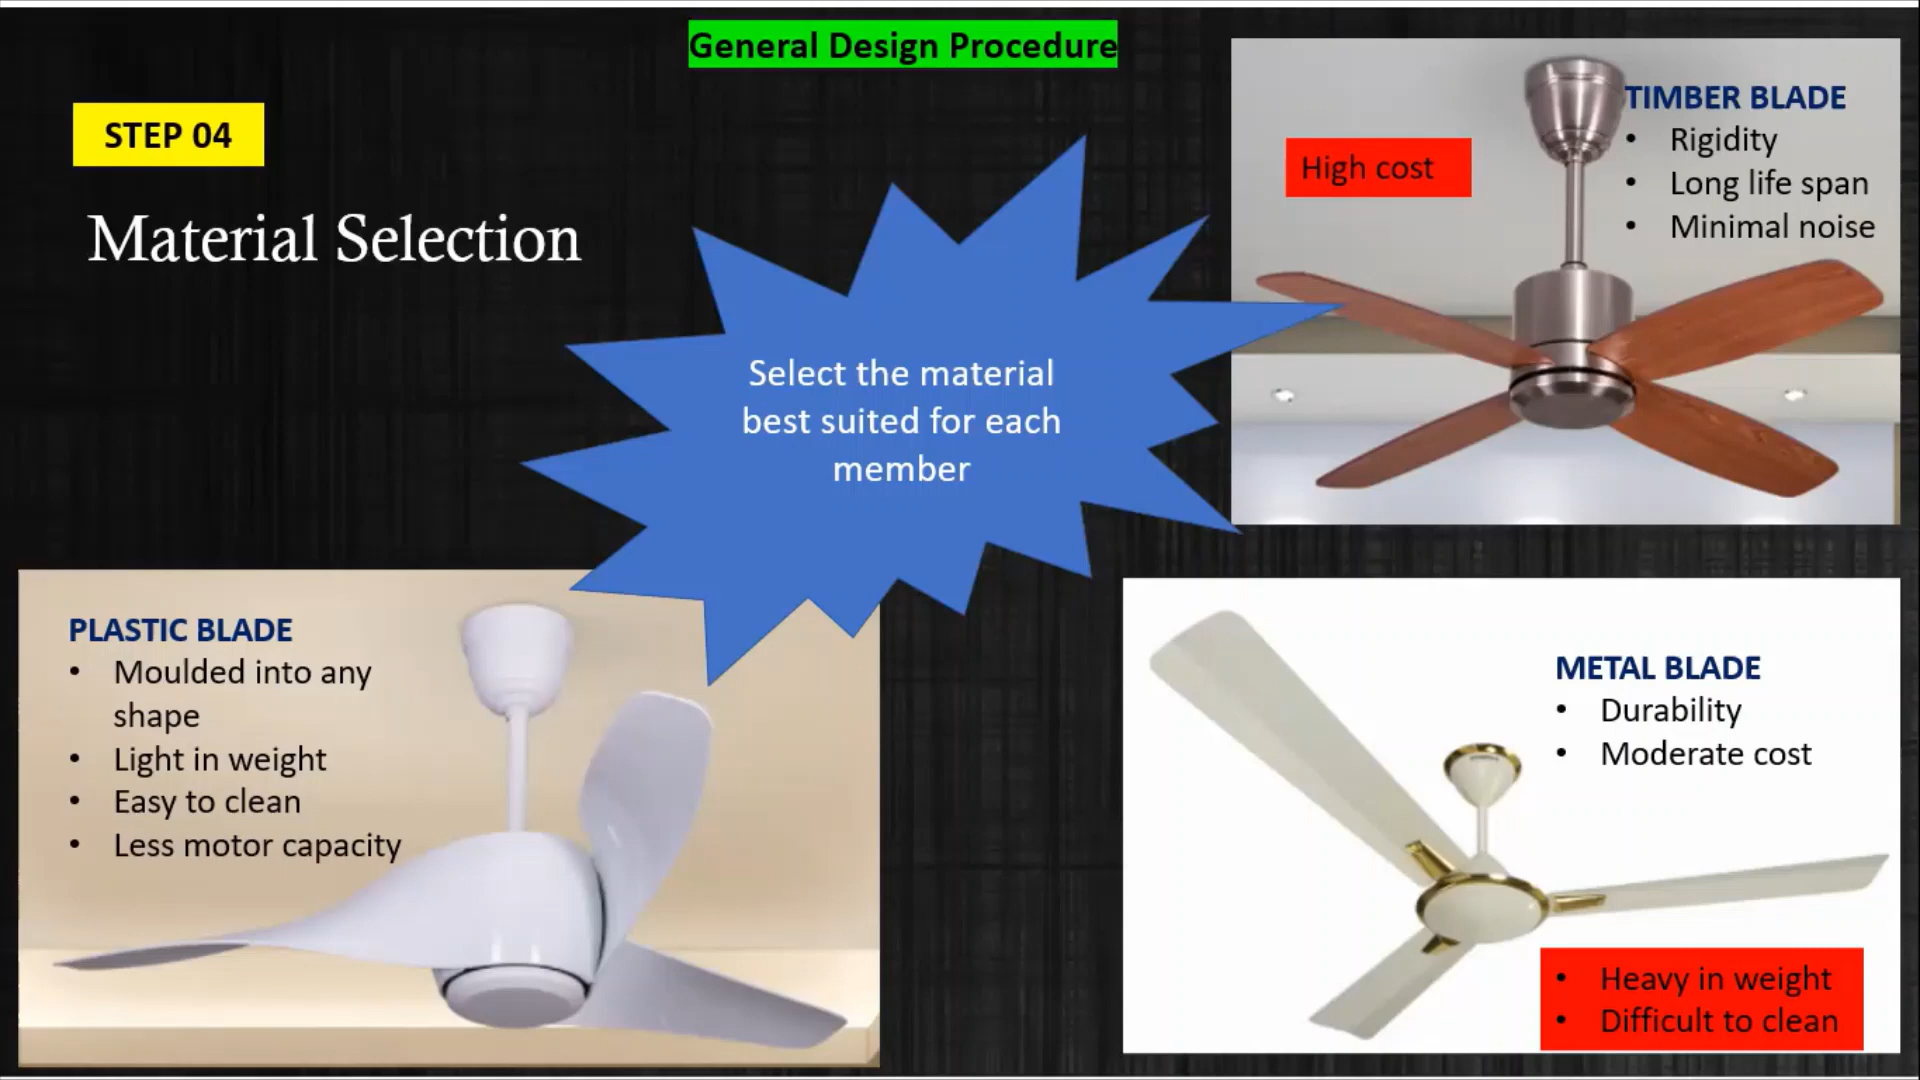 General Design Procedure
STEP 04
Material Selection
Select the material
best suited for each
member
High cost
TIMBER BLADE
• Rigidity
• Long life span
• Minimal noise
PLASTIC BLADE
• Moulded into any
shape
• Light in weight
• Easy to clean
• Less motor capacity
METAL BLADE
• Durability
• Moderate cost
• Heavy in weight
• Difficult to clean